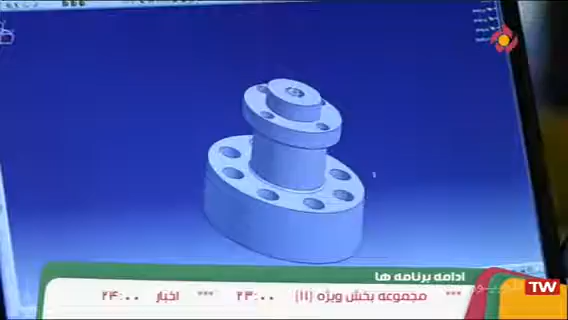 ادامه برنامه ها
*** مجموعه بخش ویژه (۱۱) ۲۳:۰۰ *** اخبار ۲۴:۰۰
TW